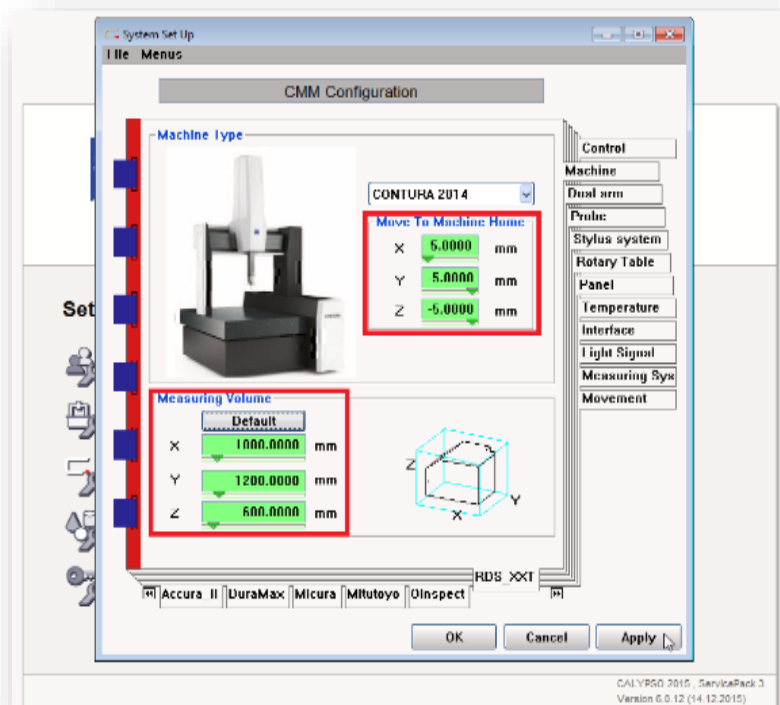 System Set Up
File Menus
CMM Configuration
Machine Type
CONTURA 2014
Move To Machine Home
X 5.0000 mm
Y 5.0000 mm
Z -5.0000 mm
Measuring Volume
Default
X 1000.0000 mm
Y 1200.0000 mm
Z 600.0000 mm
Z
Y
X
Control
Machine
Dual arm
Probe
Stylus system
Rotary Table
Panel
Temperature
Interface
Light Signal
Measuring Sys
Movement
RDS_XXT
Accura II DuraMax Micura Mitutoyo Oinspect
OK Cancel Apply
Set
CALYPSO 2015 , ServicePack 3
Version 6.0.12 (14.12.2015)